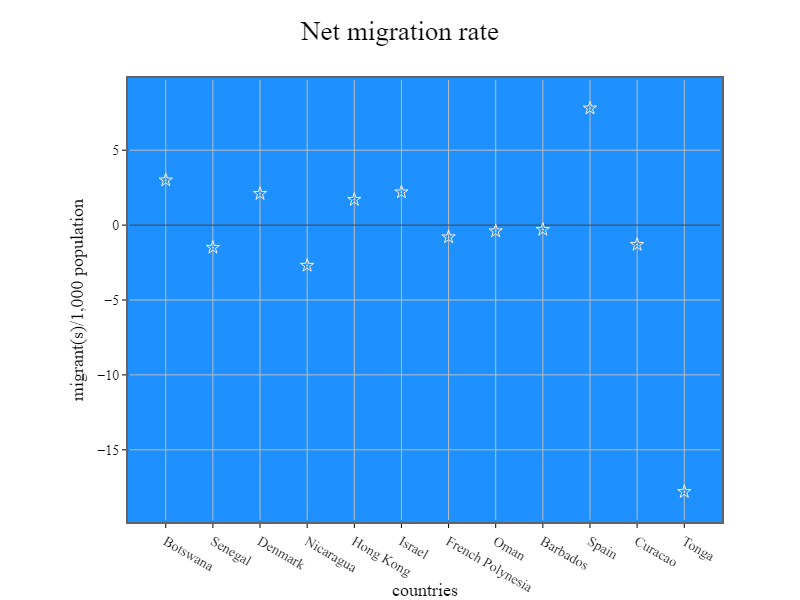 Net migration rate
migrant(s)/1,000 population
5
0
−5
−10
−15
Botswana
Senegal
Denmark
Nicaragua
Hong Kong
Israel
French Polynesia
Oman
Barbados
Spain
Curacao
Tonga
countries